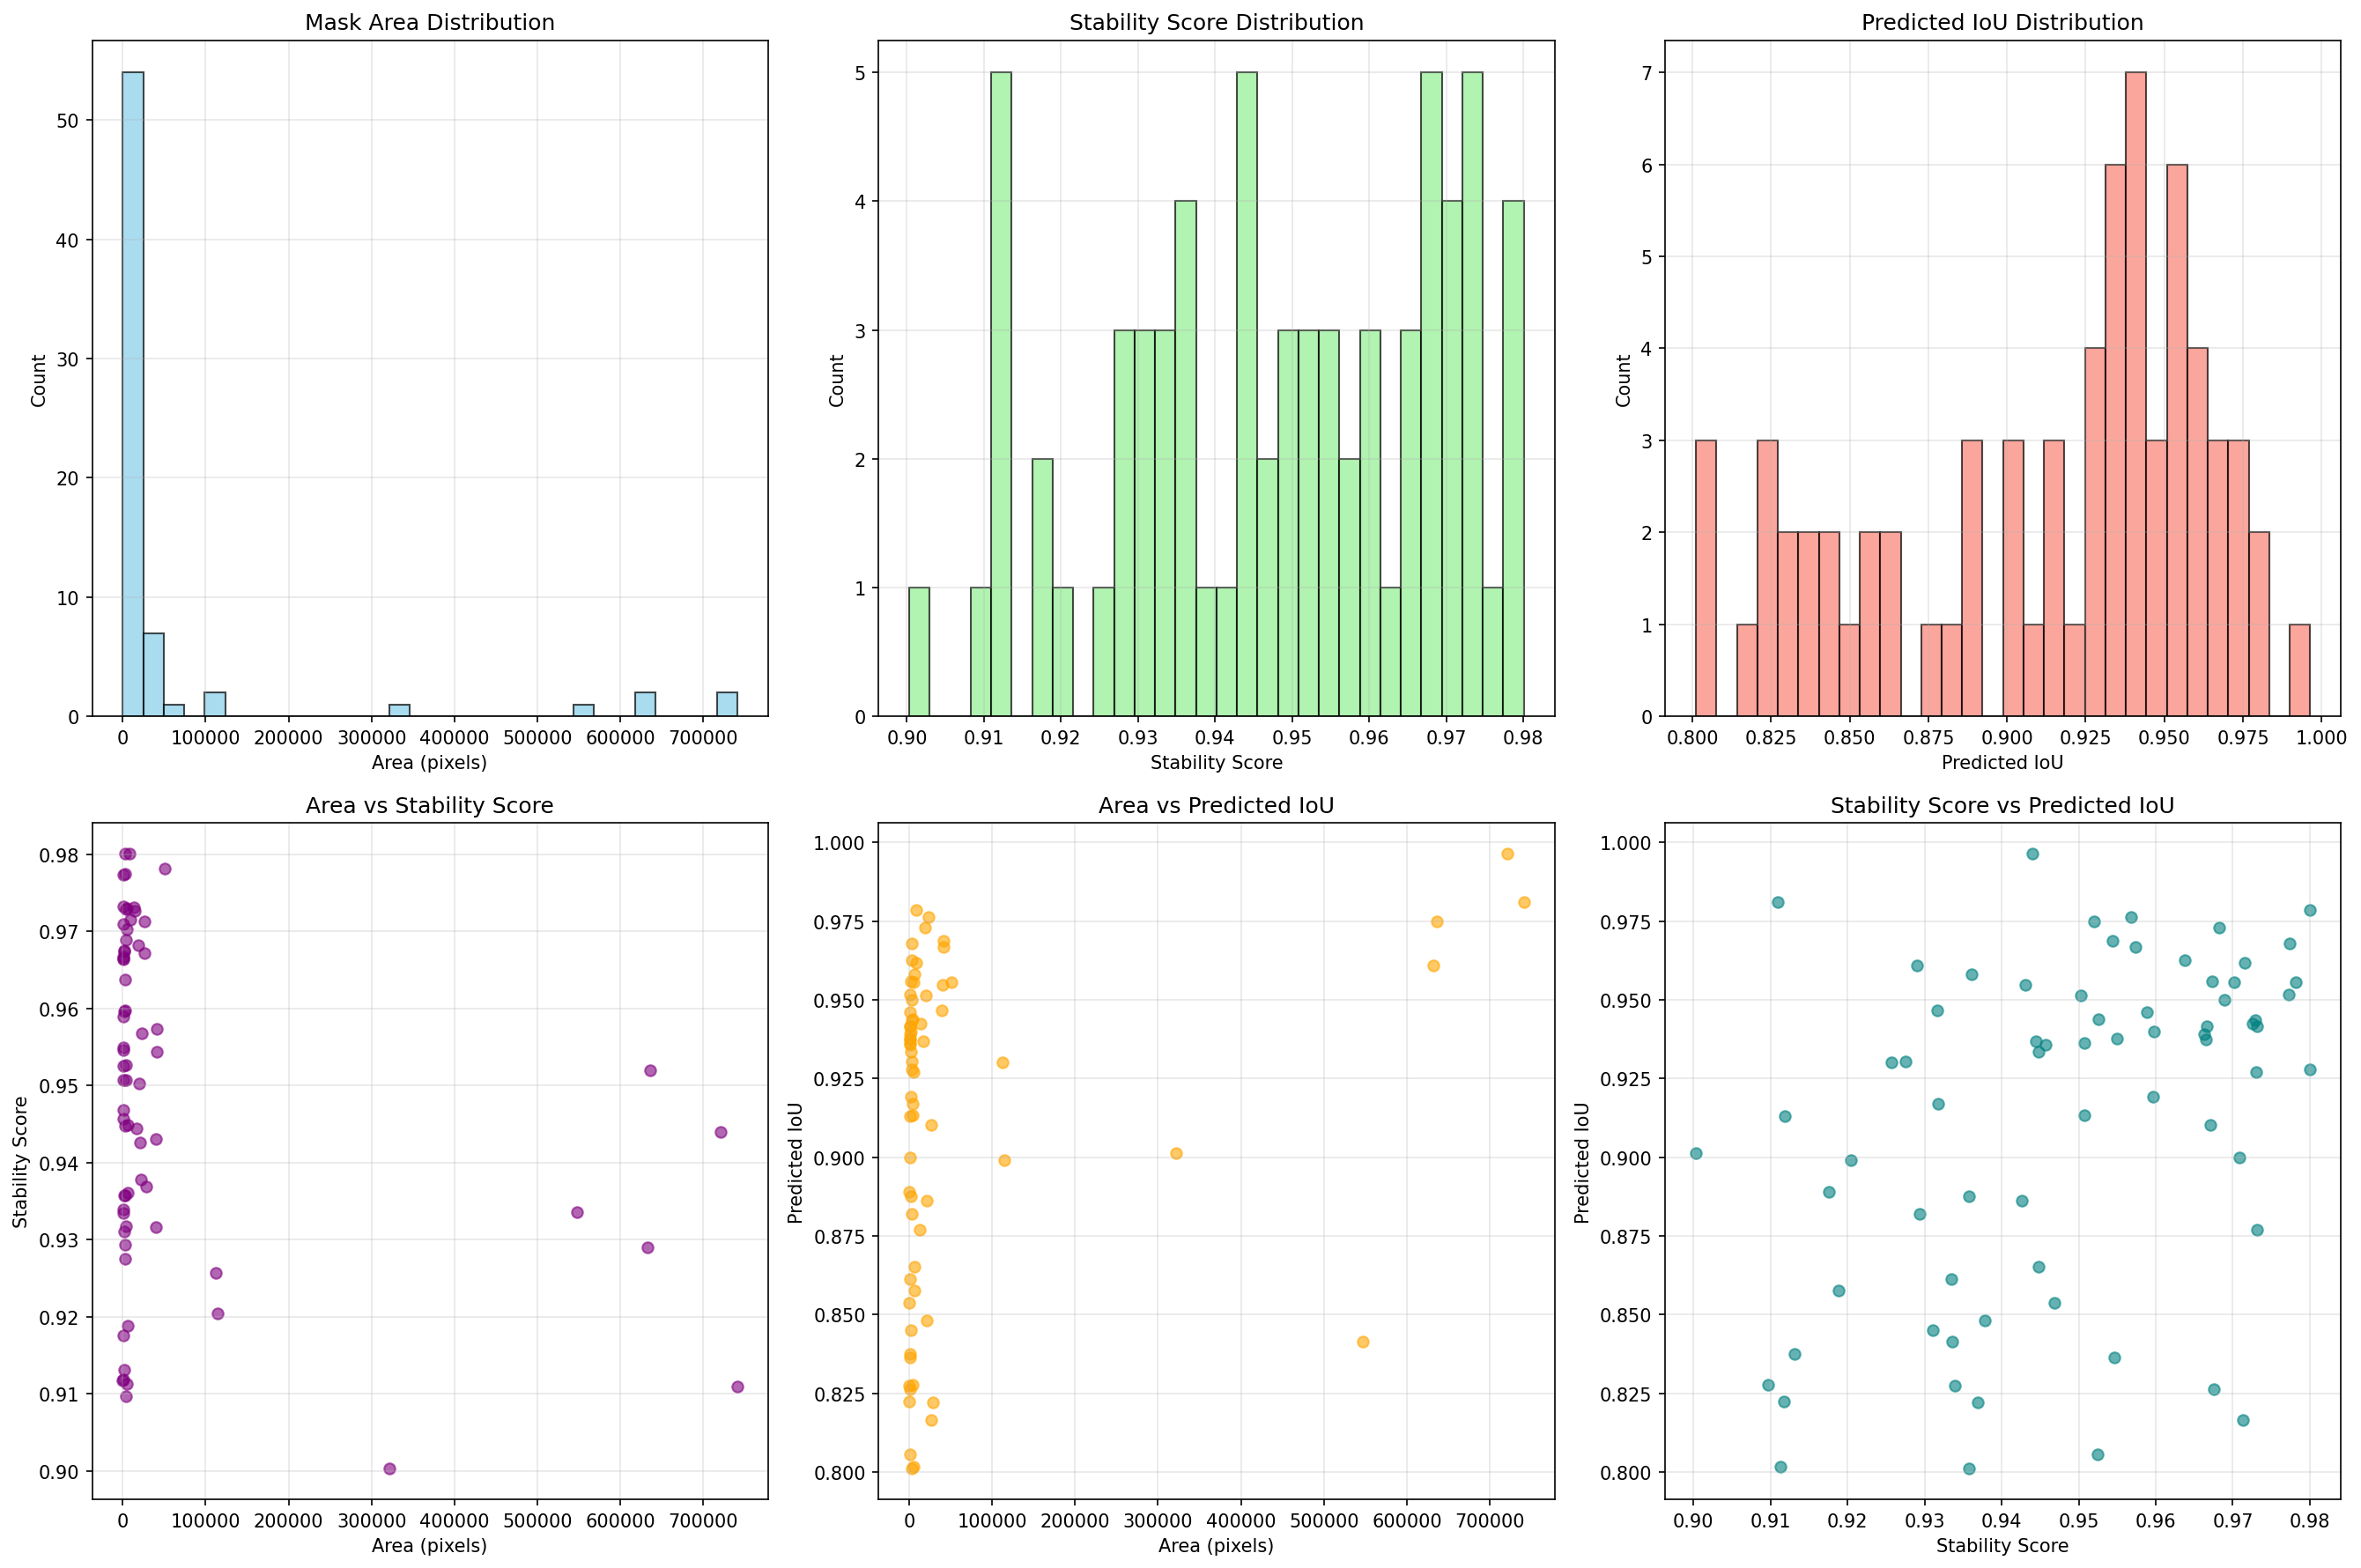 Mask Area Distribution
Count
50
40
30
20
10
0
0 100000 200000 300000 400000 500000 600000 700000
Area (pixels)
Stability Score Distribution
Count
5
4
3
2
1
0
0.90 0.91 0.92 0.93 0.94 0.95 0.96 0.97 0.98
Stability Score
Predicted IoU Distribution
Count
7
6
5
4
3
2
1
0
0.800 0.825 0.850 0.875 0.900 0.925 0.950 0.975 1.000
Predicted IoU
Area vs Stability Score
Stability Score
0.98
0.97
0.96
0.95
0.94
0.93
0.92
0.91
0.90
0 100000 200000 300000 400000 500000 600000 700000
Area (pixels)
Area vs Predicted IoU
Predicted IoU
1.000
0.975
0.950
0.925
0.900
0.875
0.850
0.825
0.800
0 100000 200000 300000 400000 500000 600000 700000
Area (pixels)
Stability Score vs Predicted IoU
Predicted IoU
1.000
0.975
0.950
0.925
0.900
0.875
0.850
0.825
0.800
0.90 0.91 0.92 0.93 0.94 0.95 0.96 0.97 0.98
Stability Score